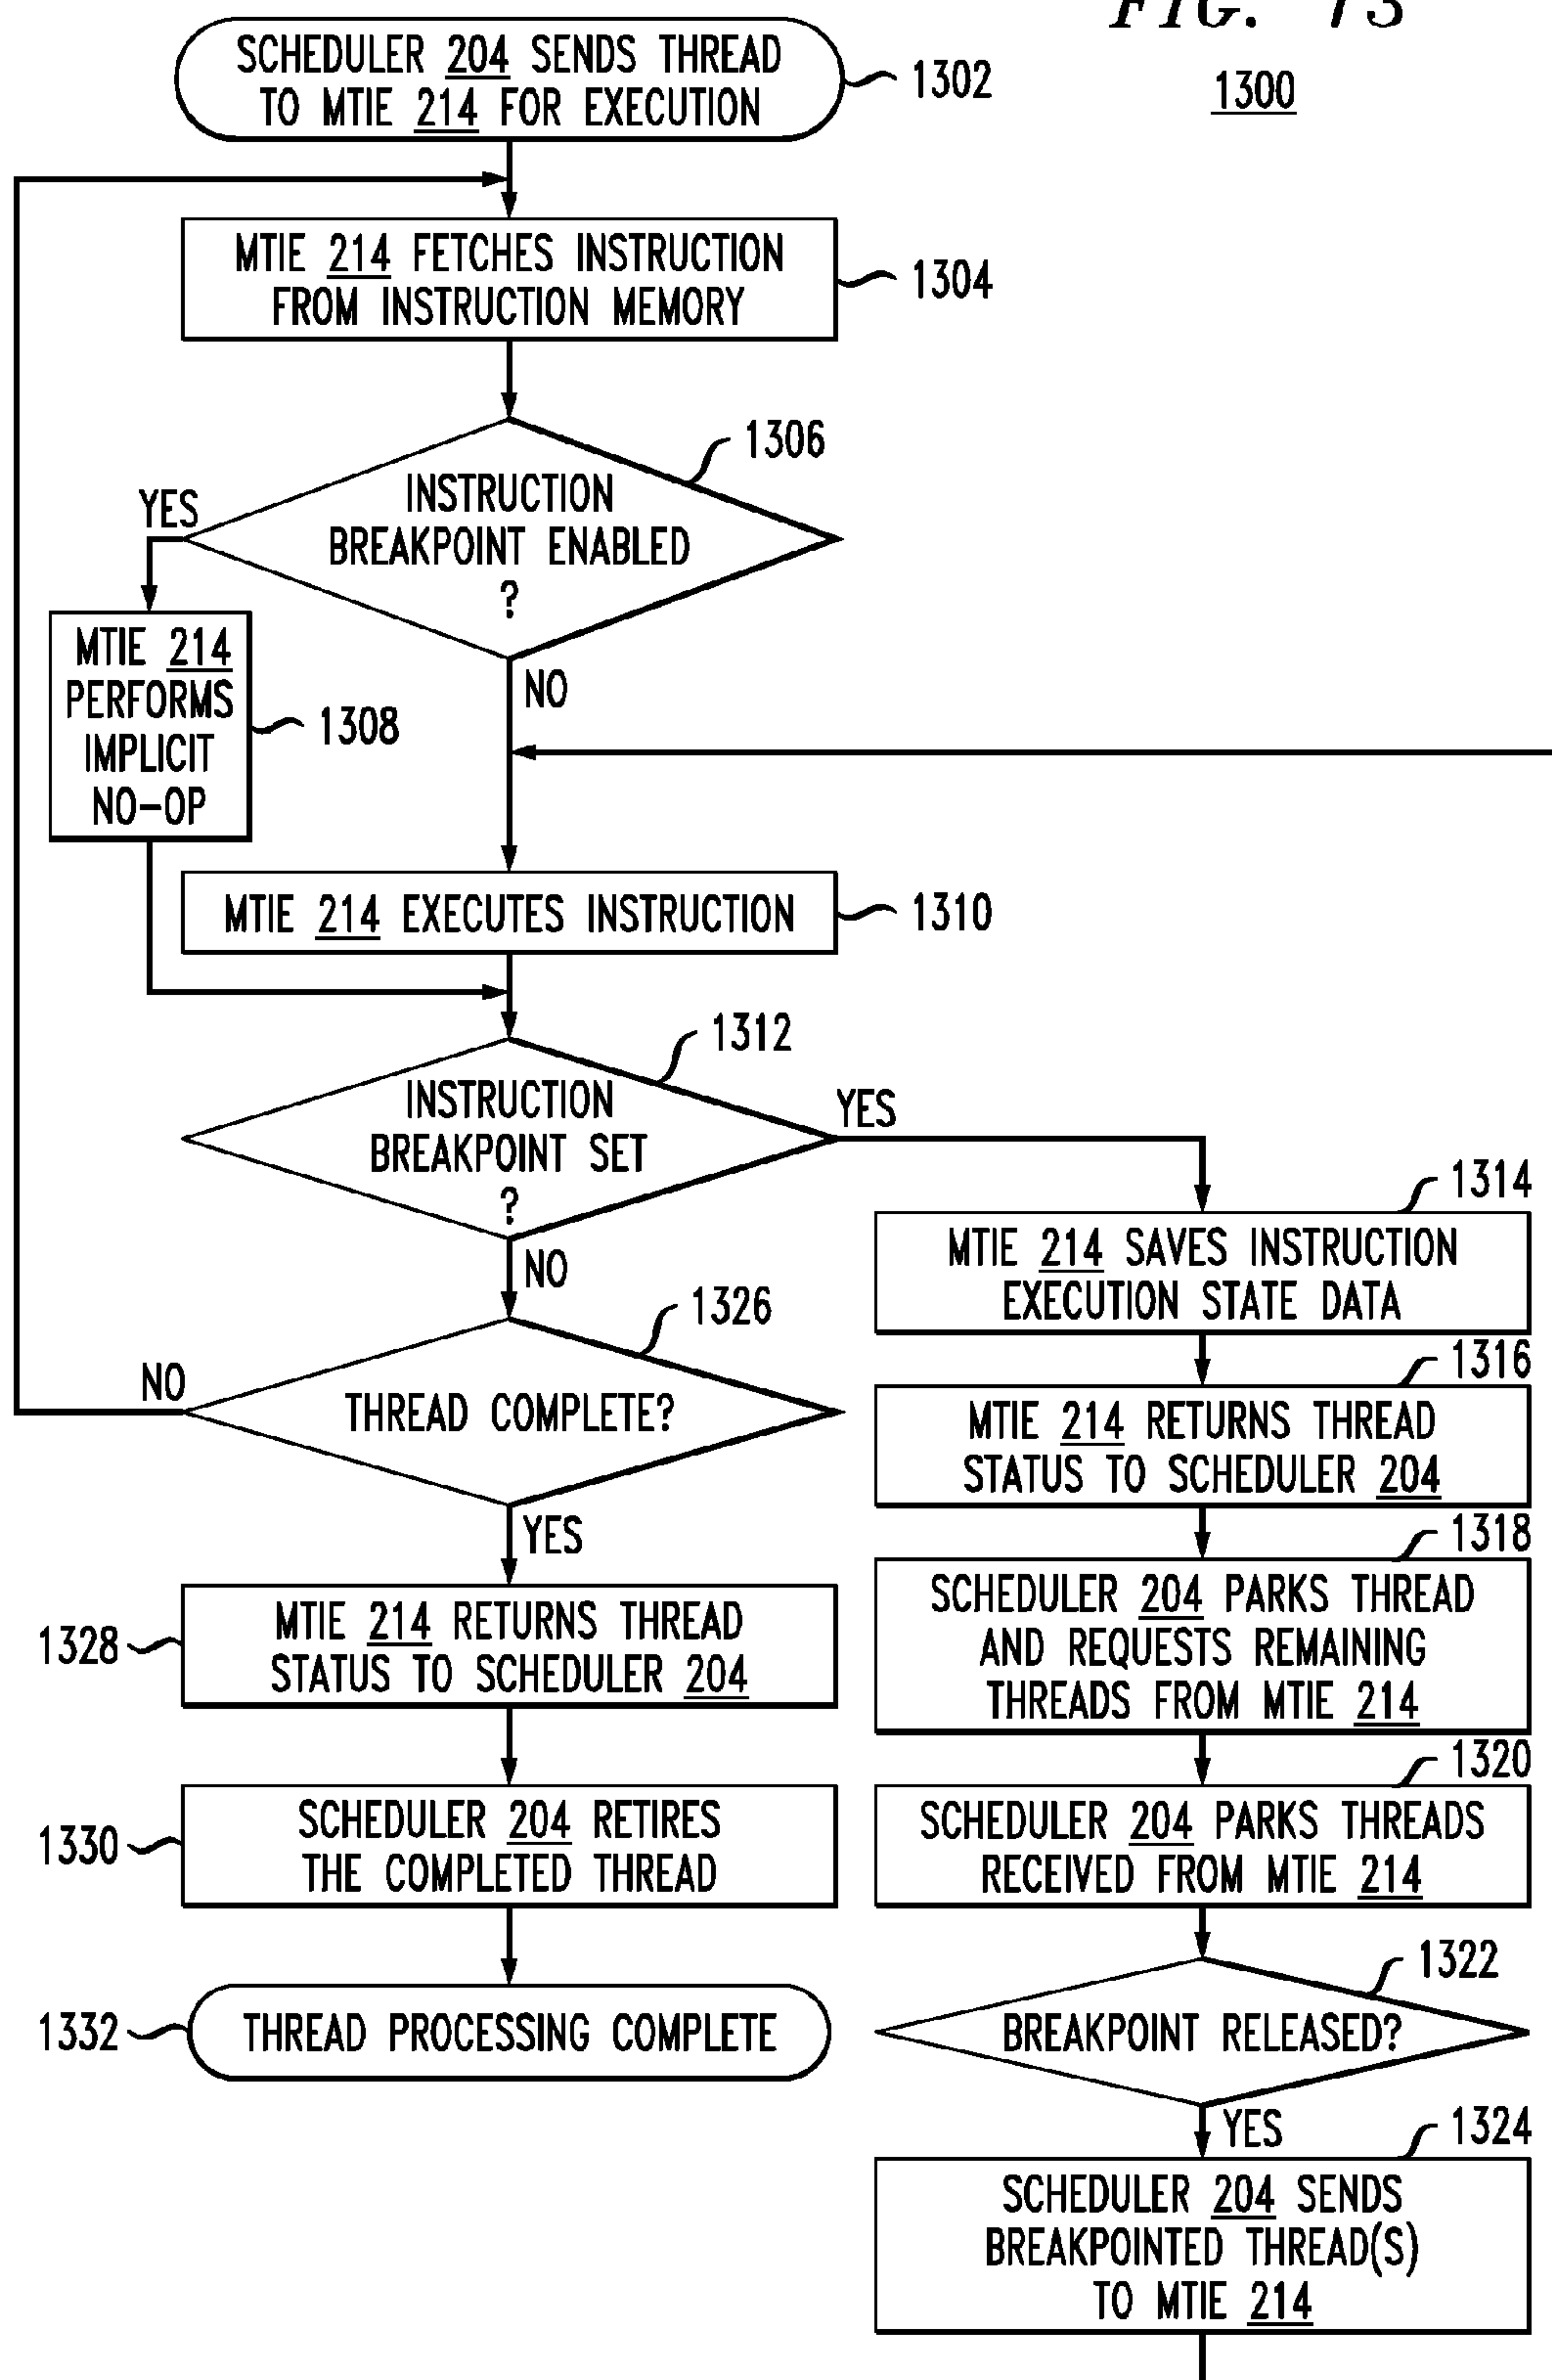 FIG. 13
1300
SCHEDULER 204 SENDS THREAD
TO MTIE 214 FOR EXECUTION
1302
MTIE 214 FETCHES INSTRUCTION
FROM INSTRUCTION MEMORY
1304
1306
INSTRUCTION
BREAKPOINT ENABLED
?
YES
NO
MTIE 214
PERFORMS
IMPLICIT
NO-OP
1308
MTIE 214 EXECUTES INSTRUCTION
1310
1312
INSTRUCTION
BREAKPOINT SET
?
YES
NO
1314
MTIE 214 SAVES INSTRUCTION
EXECUTION STATE DATA
1326
THREAD COMPLETE?
NO
YES
1316
MTIE 214 RETURNS THREAD
STATUS TO SCHEDULER 204
1318
SCHEDULER 204 PARKS THREAD
AND REQUESTS REMAINING
THREADS FROM MTIE 214
1328
MTIE 214 RETURNS THREAD
STATUS TO SCHEDULER 204
1320
SCHEDULER 204 PARKS THREADS
RECEIVED FROM MTIE 214
1330
SCHEDULER 204 RETIRES
THE COMPLETED THREAD
1322
BREAKPOINT RELEASED?
YES
1332
THREAD PROCESSING COMPLETE
1324
SCHEDULER 204 SENDS
BREAKPOINTED THREAD(S)
TO MTIE 214